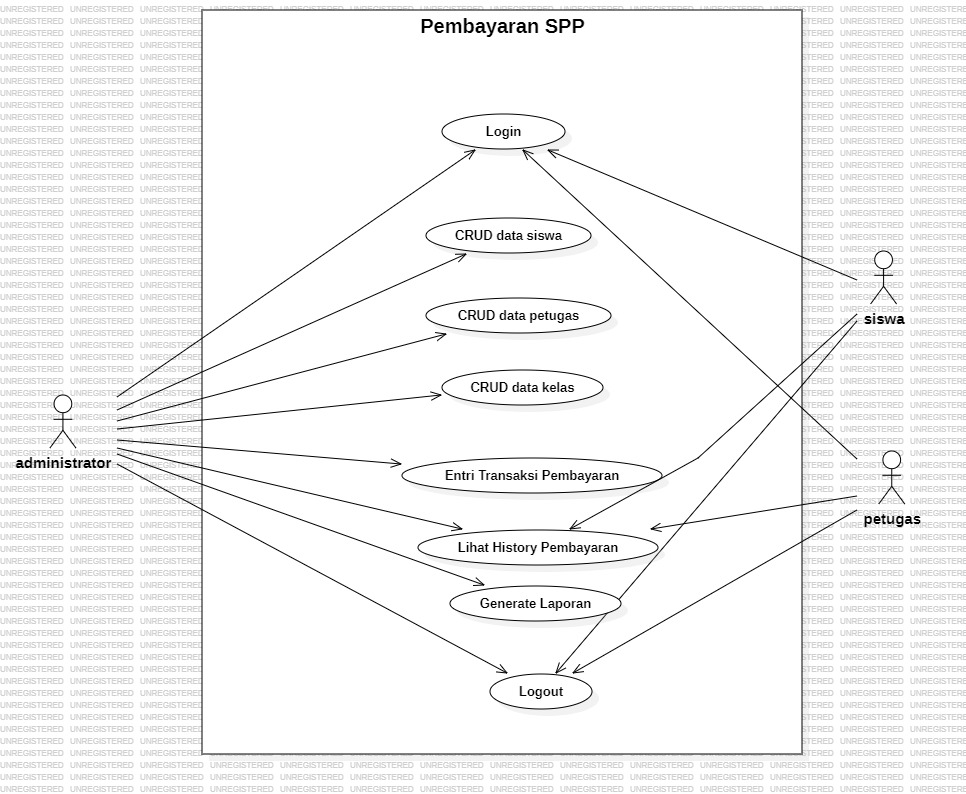 Pembayaran SPP
Login
CRUD data siswa
CRUD data petugas
siswa
CRUD data kelas
administrator
Entri Transaksi Pembayaran
petugas
Lihat History Pembayaran
Generate Laporan
Logout
UNREGISTERED